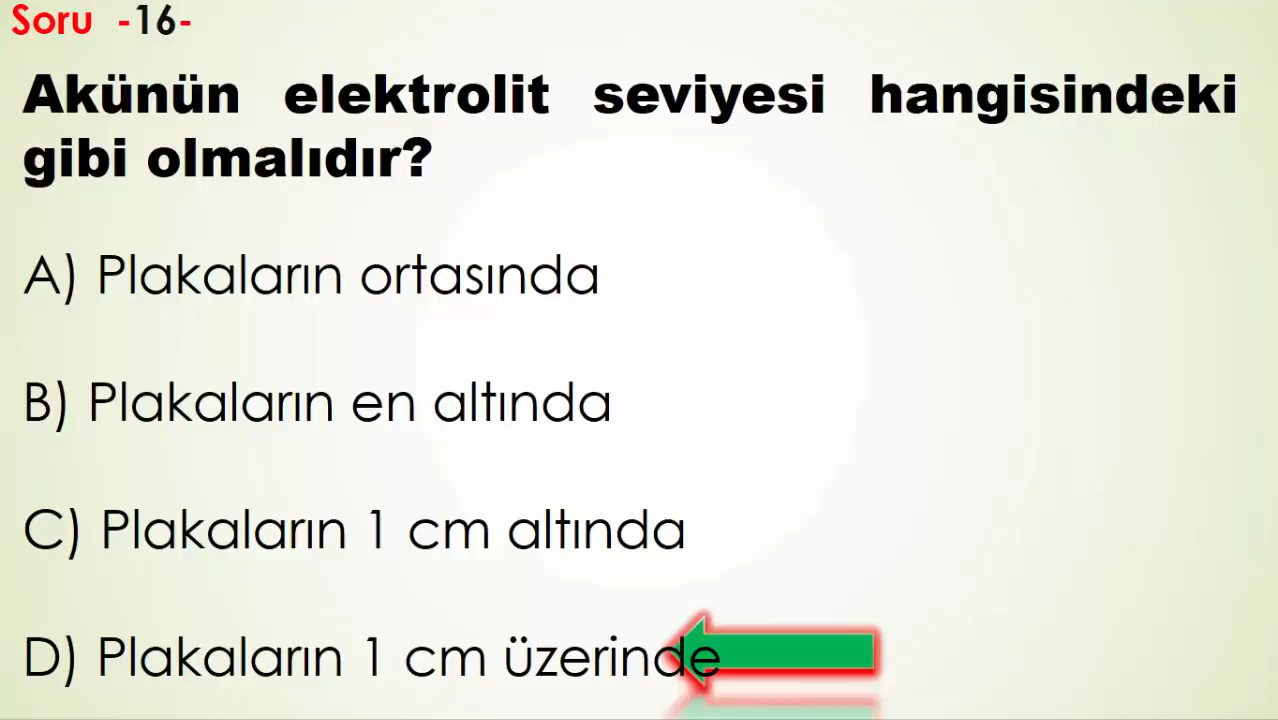 Soru -16-
Akünün elektrolit seviyesi hangisindeki
gibi olmalıdır?
A) Plakaların ortasında
B) Plakaların en altında
C) Plakaların 1 cm altında
D) Plakaların 1 cm üzerinde